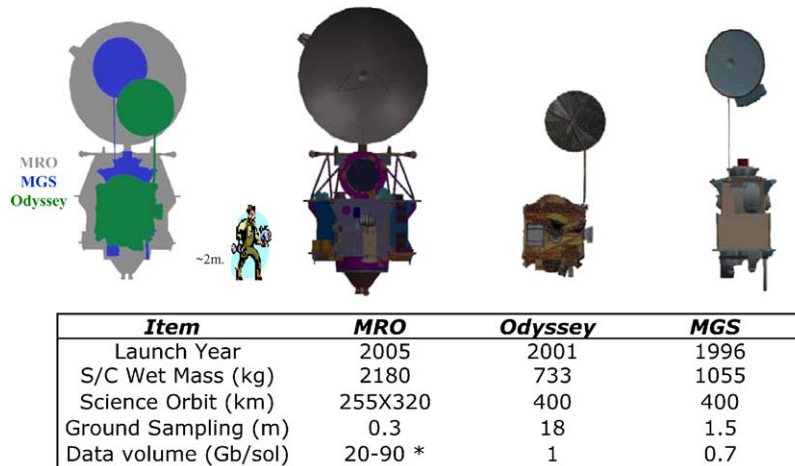 MRO
MGS
Odyssey
~2m.
Item MRO Odyssey MGS
Launch Year 2005 2001 1996
S/C Wet Mass (kg) 2180 733 1055
Science Orbit (km) 255X320 400 400
Ground Sampling (m) 0.3 18 1.5
Data volume (Gb/sol) 20-90 * 1 0.7